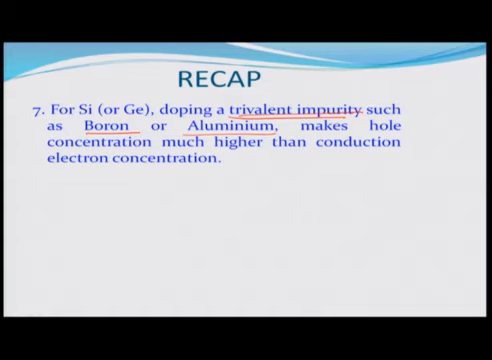 RECAP
7. For Si (or Ge), doping a trivalent impurity such
as Boron or Aluminium, makes hole
concentration much higher than conduction
electron concentration.